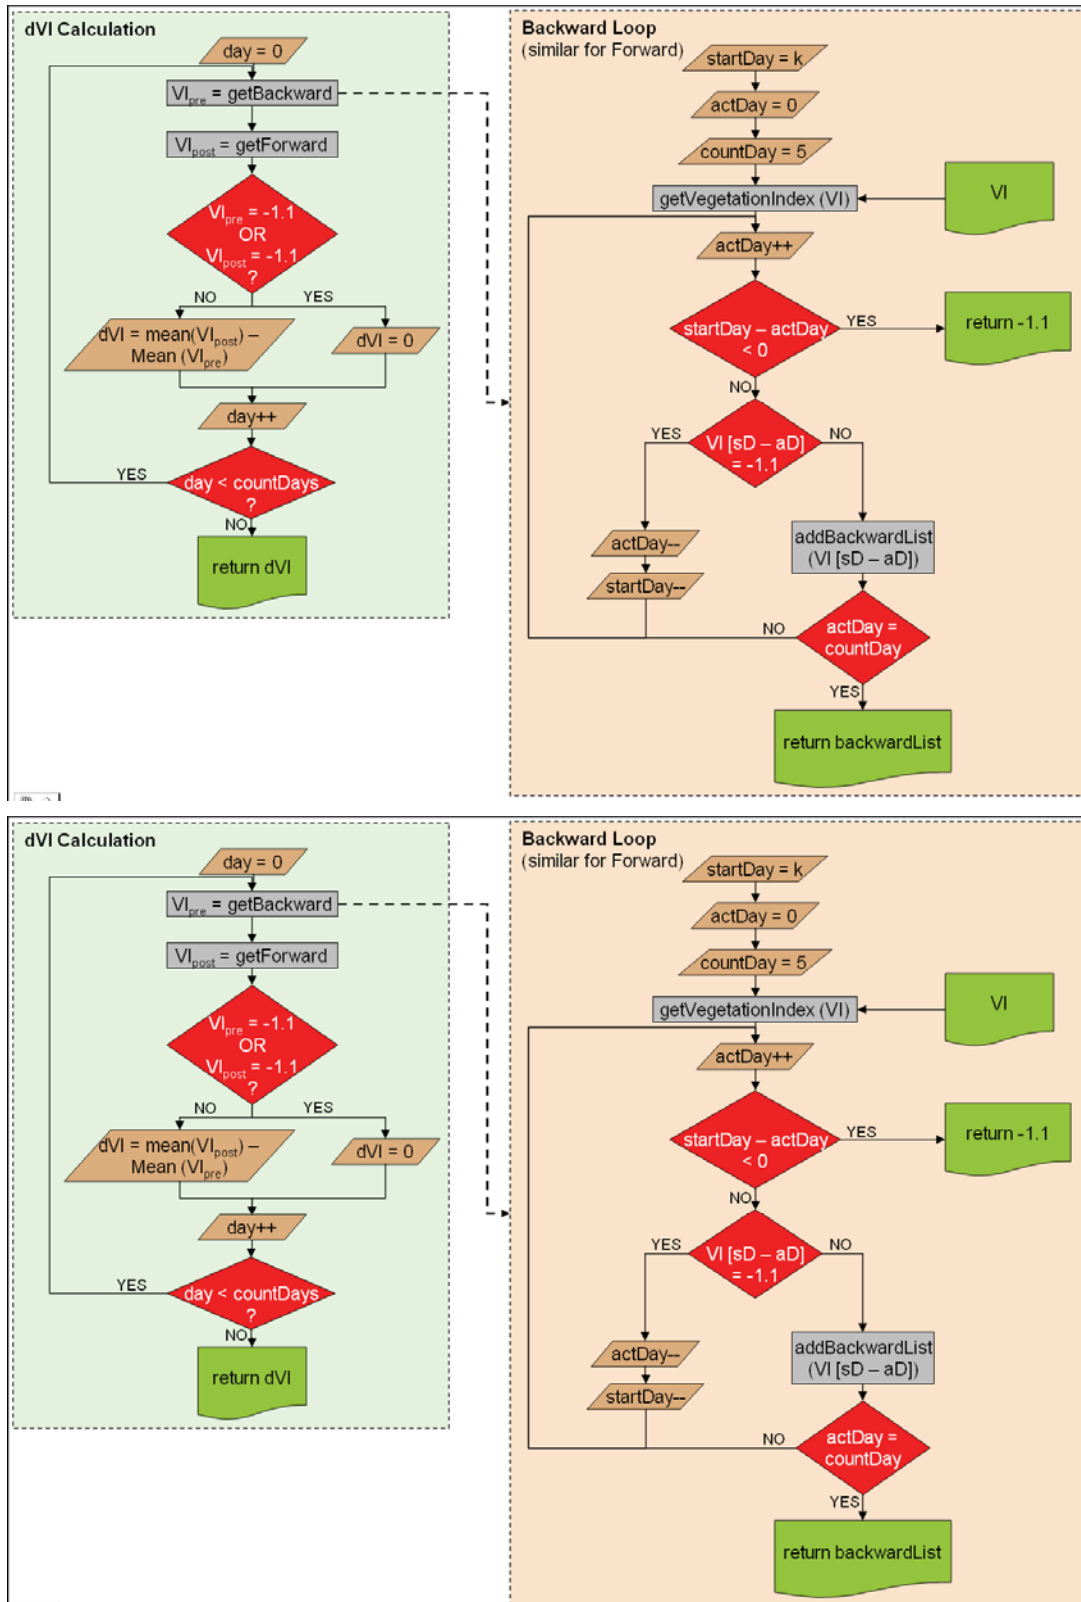 dVI Calculation
day = 0
VIpre = getBackward
VIpost = getForward
VIpre = -1.1
OR
VIpost = -1.1
?
NO
YES
dVI = mean(VIpost) –
Mean (VIpre)
dVI = 0
day++
YES
day < countDays
?
NO
return dVI
Backward Loop
(similar for Forward)
startDay = k
actDay = 0
countDay = 5
getVegetationIndex (VI)
VI
actDay++
startDay – actDay
< 0
YES
return -1.1
NO
YES
VI [sD – aD]
= -1.1
NO
actDay--
startDay--
addBackwardList
(VI [sD – aD])
NO
actDay =
countDay
YES
return backwardList
dVI Calculation
day = 0
VIpre = getBackward
VIpost = getForward
VIpre = -1.1
OR
VIpost = -1.1
?
NO
YES
dVI = mean(VIpost) –
Mean (VIpre)
dVI = 0
day++
YES
day < countDays
?
NO
return dVI
Backward Loop
(similar for Forward)
startDay = k
actDay = 0
countDay = 5
getVegetationIndex (VI)
VI
actDay++
startDay – actDay
< 0
YES
return -1.1
NO
YES
VI [sD – aD]
= -1.1
NO
actDay--
startDay--
addBackwardList
(VI [sD – aD])
NO
actDay =
countDay
YES
return backwardList